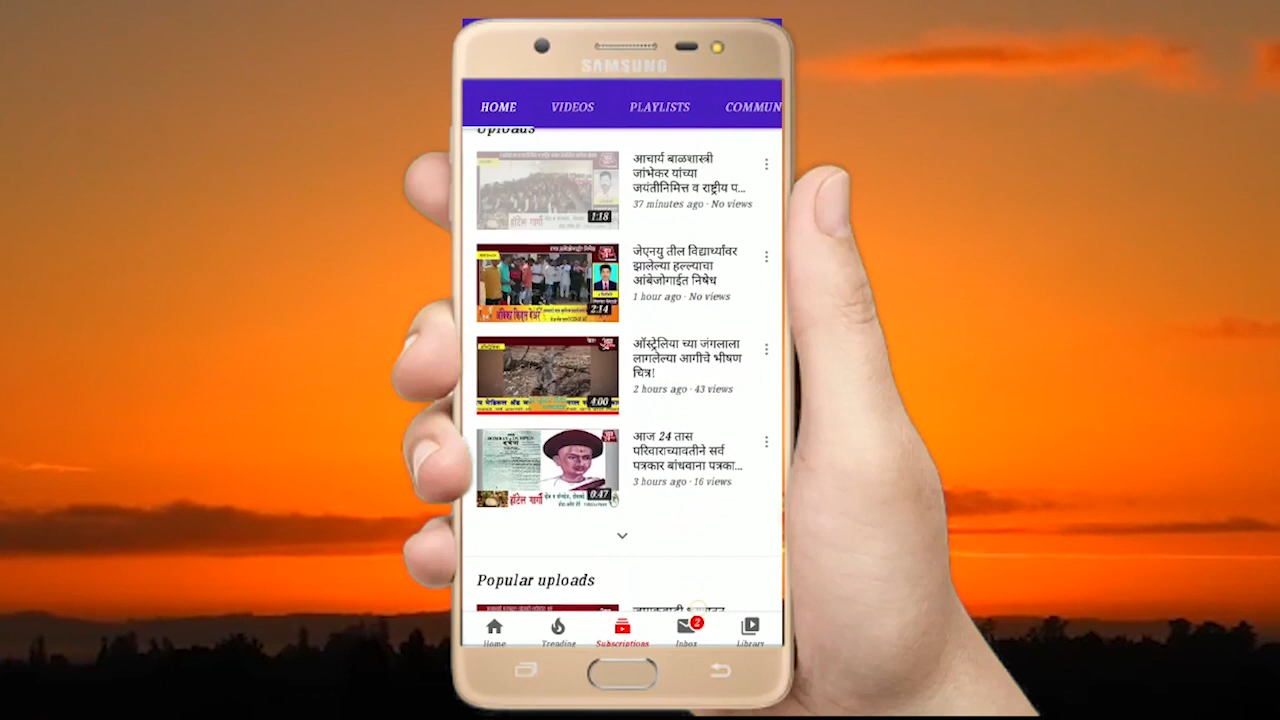 SAMSUNG
HOME VIDEOS PLAYLISTS COMMUN
Uploads
आचार्य बाळशास्त्री
जांभेकर यांच्या
जयंतीनिमित्त व राष्ट्रीय प...
37 minutes ago · No views
1:18
हॉटेल गार्गी
जेएनयु तील विद्यार्थ्यांवर
झालेल्या हल्ल्याचा
आंबेजोगाईत निषेध
1 hour ago · No views
2:14
ऑस्ट्रेलिया च्या जंगलाला
लागलेल्या आगीचे भीषण
चित्र!
2 hours ago · 43 views
4:00
आज 24 तास
परिवाराच्यावतीने सर्व
पत्रकार बांधवाना पत्रका...
3 hours ago · 16 views
0:47
हॉटेल गार्गी
Popular uploads
2
Home Trending Subscriptions Inbox Library